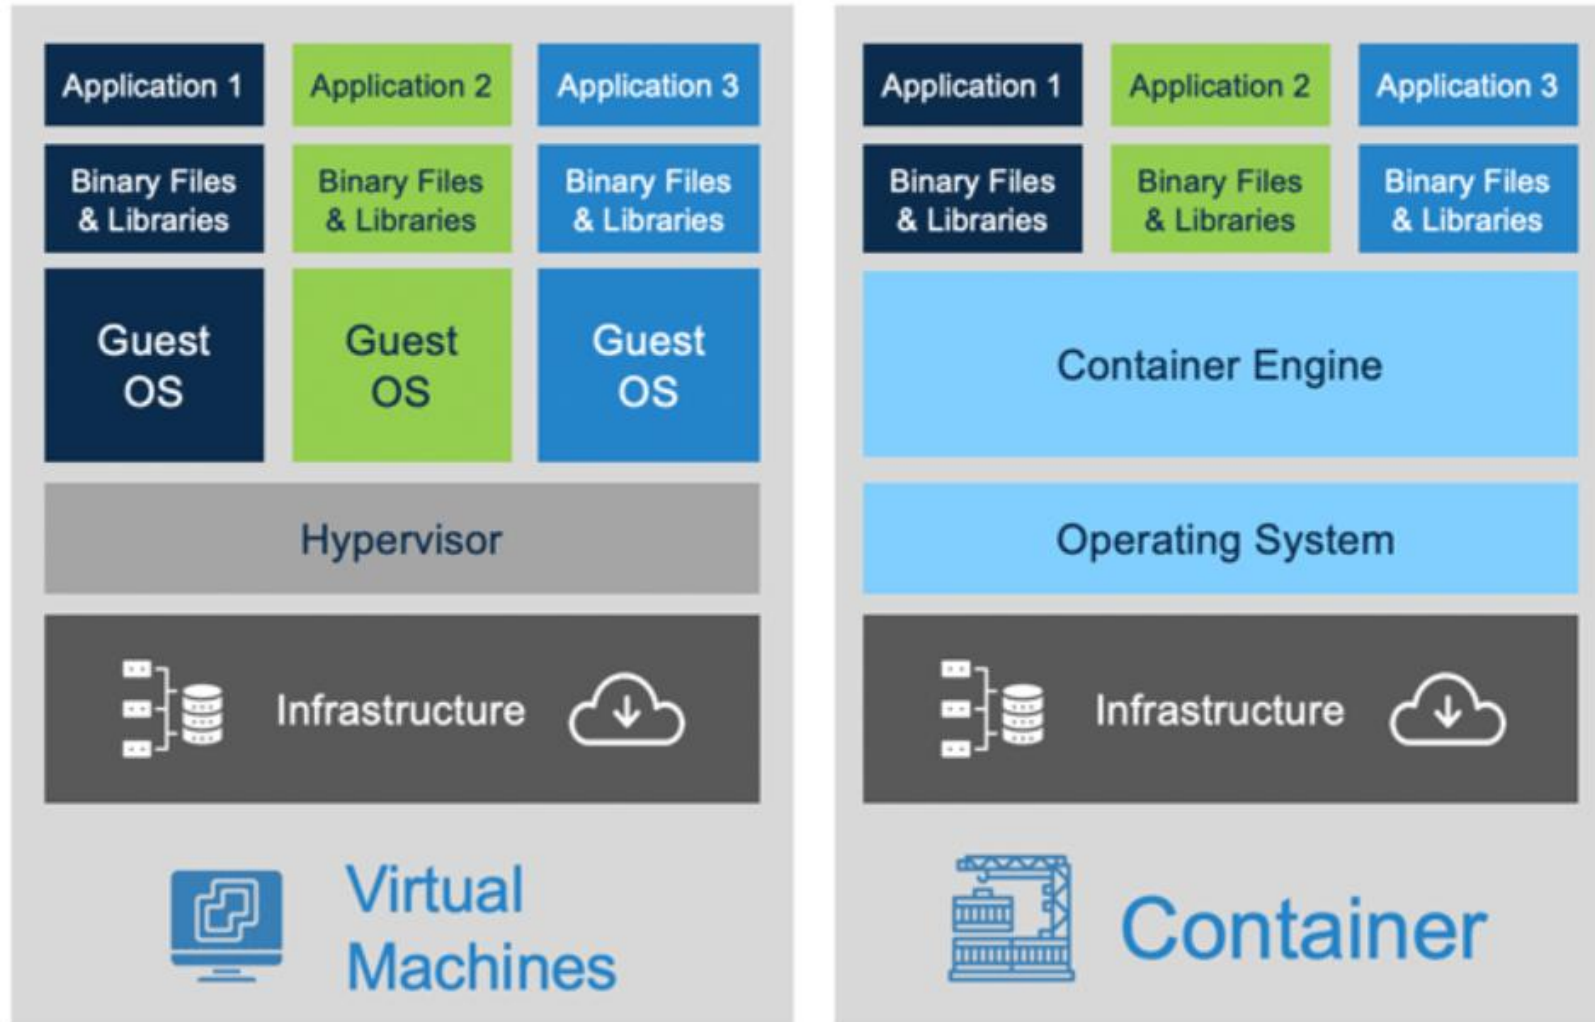 Application 1
Application 2
Application 3
Binary Files
& Libraries
Binary Files
& Libraries
Binary Files
& Libraries
Guest
OS
Guest
OS
Guest
OS
Hypervisor
Infrastructure
Virtual
Machines
Application 1
Application 2
Application 3
Binary Files
& Libraries
Binary Files
& Libraries
Binary Files
& Libraries
Container Engine
Operating System
Infrastructure
Container